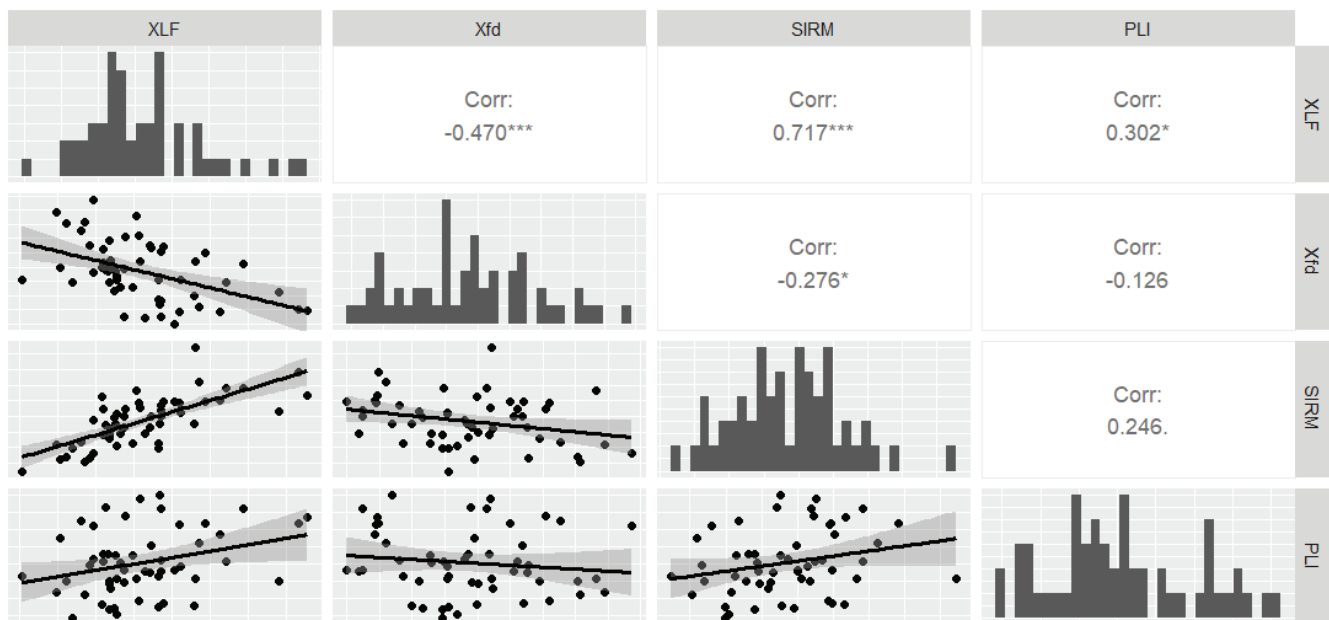 XLF Xfd SIRM PLI
Corr: Corr: Corr:
-0.470*** 0.717*** 0.302*
XLF
Corr: Corr:
-0.276* -0.126
Xfd
Corr:
0.246.
SIRM
PLI